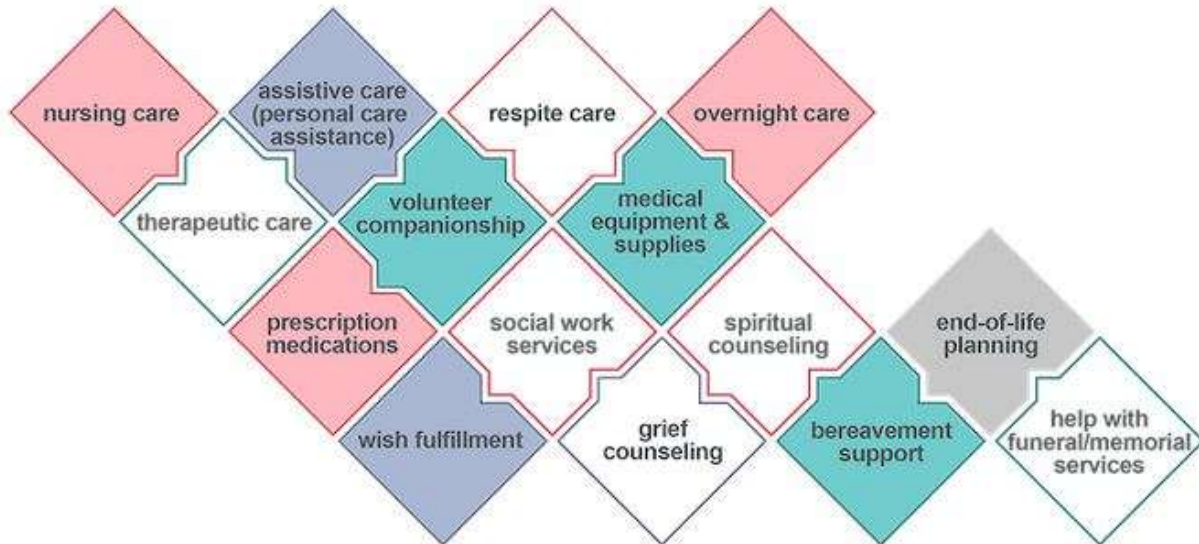 nursing care
assistive care
(personal care
assistance)
respite care
overnight care
therapeutic care
volunteer
companionship
medical
equipment &
supplies
prescription
medications
social work
services
spiritual
counseling
end-of-life
planning
wish fulfillment
grief
counseling
bereavement
support
help with
funeral/memorial
services